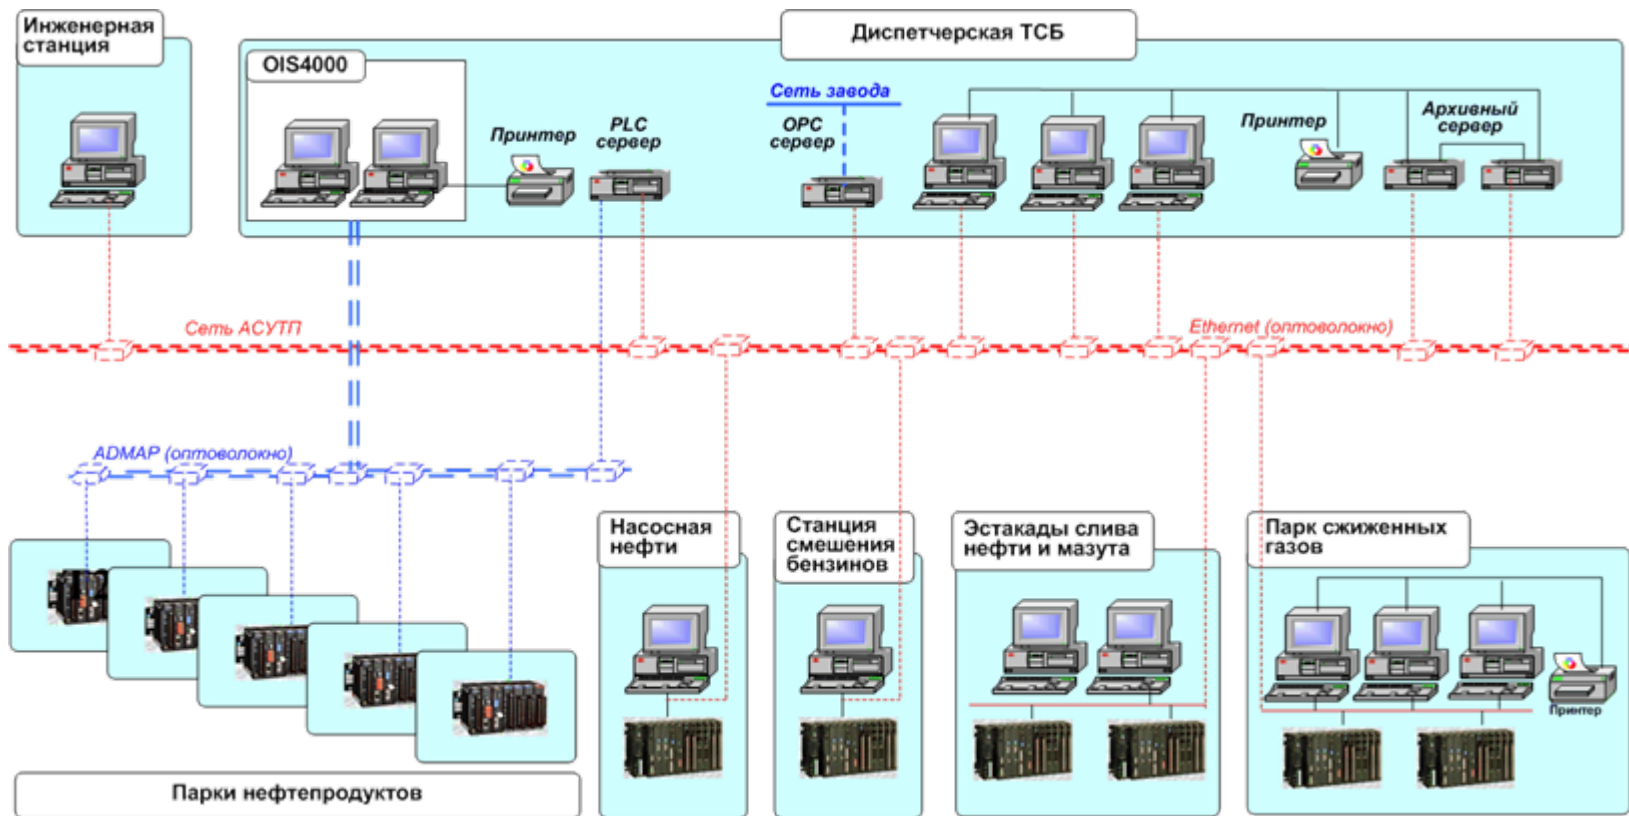 Инженерная
станция
Диспетчерская ТСБ
OIS4000
Принтер
PLC
сервер
Сеть завода
OPC
сервер
Принтер
Архивный
сервер
Сеть АСУТП
Ethernet (оптоволокно)
ADMAP (оптоволокно)
Насосная
нефти
Станция
смешения
бензинов
Эстакады слива
нефти и мазута
Парк сжиженных
газов
Принтер
Парки нефтепродуктов